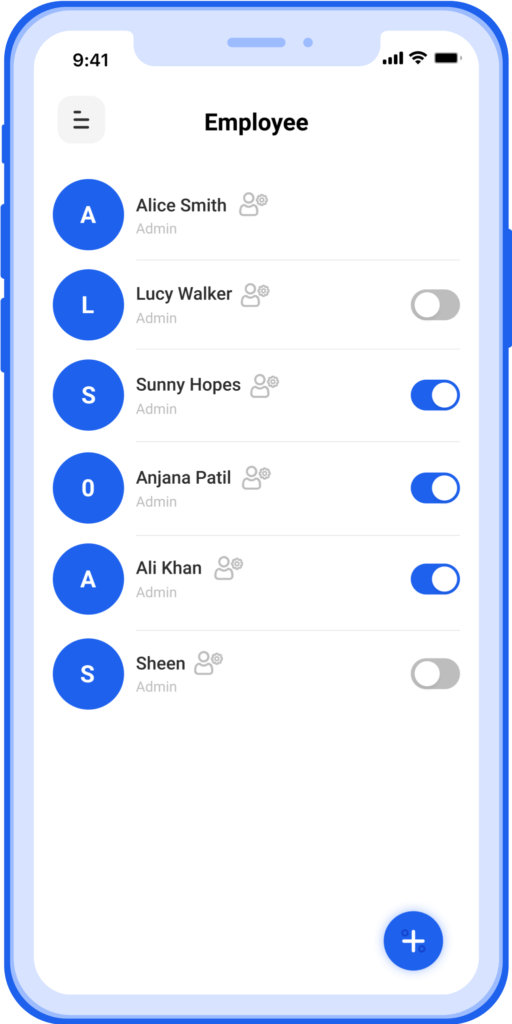 9:41
Employee
A
Alice Smith
Admin
L
Lucy Walker
Admin
S
Sunny Hopes
Admin
0
Anjana Patil
Admin
A
Ali Khan
Admin
S
Sheen
Admin